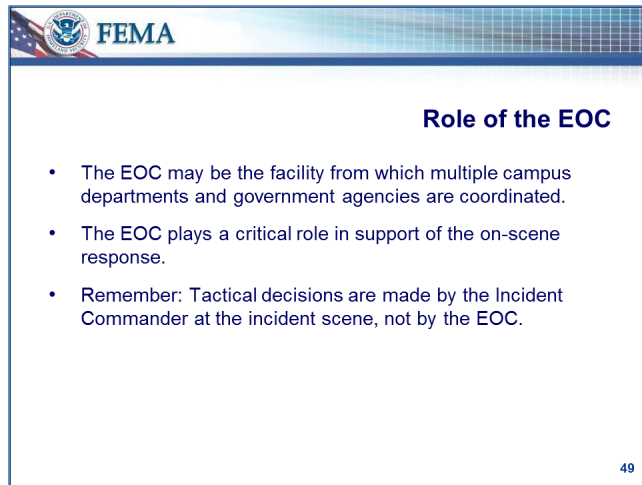 FEMA
Role of the EOC
• The EOC may be the facility from which multiple campus
departments and government agencies are coordinated.
• The EOC plays a critical role in support of the on-scene
response.
• Remember: Tactical decisions are made by the Incident
Commander at the incident scene, not by the EOC.
49